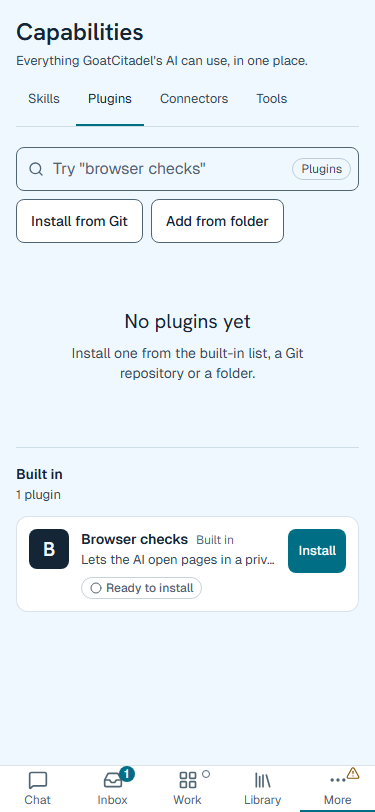 Capabilities
Everything GoatCitadel's AI can use, in one place.
Skills Plugins Connectors Tools
Try "browser checks" Plugins
Install from Git Add from folder
No plugins yet
Install one from the built-in list, a Git
repository or a folder.
Built in
1 plugin
B
Browser checks Built in
Lets the AI open pages in a priv...
Install
Ready to install
1
Chat Inbox Work Library More